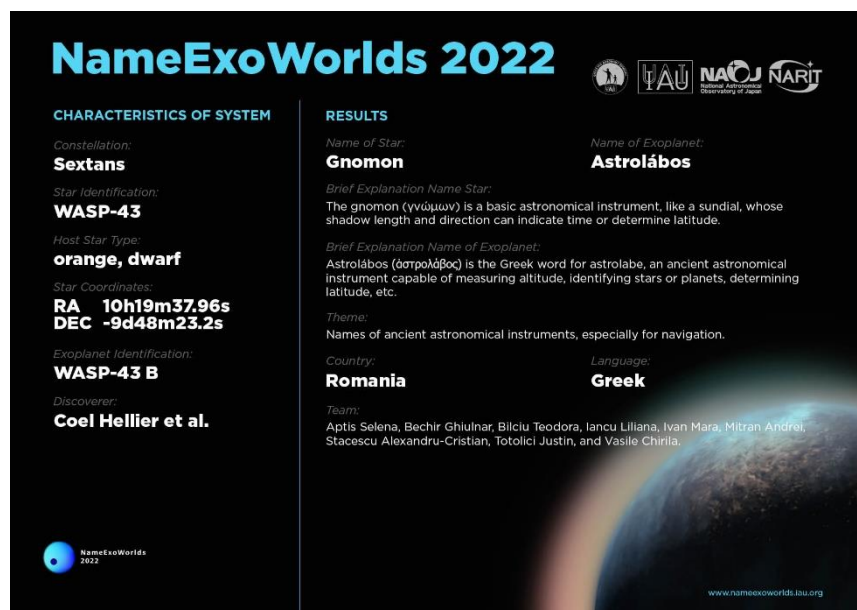 NameExoWorlds 2022
IAU
NAOJ
National Astronomical
Observatory of Japan
NARIT
CHARACTERISTICS OF SYSTEM
Constellation:
Sextans
Star Identification:
WASP-43
Host Star Type:
orange, dwarf
Star Coordinates:
RA 10h19m37.96s
DEC -9d48m23.2s
Exoplanet Identification:
WASP-43 B
Discoverer:
Coel Hellier et al.
RESULTS
Name of Star:
Gnomon
Name of Exoplanet:
Astrolábos
Brief Explanation Name Star:
The gnomon (γνώμων) is a basic astronomical instrument, like a sundial, whose
shadow length and direction can indicate time or determine latitude.
Brief Explanation Name of Exoplanet:
Astrolábos (ἀστρολὰβος) is the Greek word for astrolabe, an ancient astronomical
instrument capable of measuring altitude, identifying stars or planets, determining
latitude, etc.
Theme:
Names of ancient astronomical instruments, especially for navigation.
Country:
Romania
Language:
Greek
Team:
Aptis Selena, Bechir Ghiulnar, Bilciu Teodora, Iancu Liliana, Ivan Mara, Mitran Andrei,
Stacescu Alexandru-Cristian, Totolici Justin, and Vasile Chirila.
NameExoWorlds
2022
www.nameexoworlds.iau.org